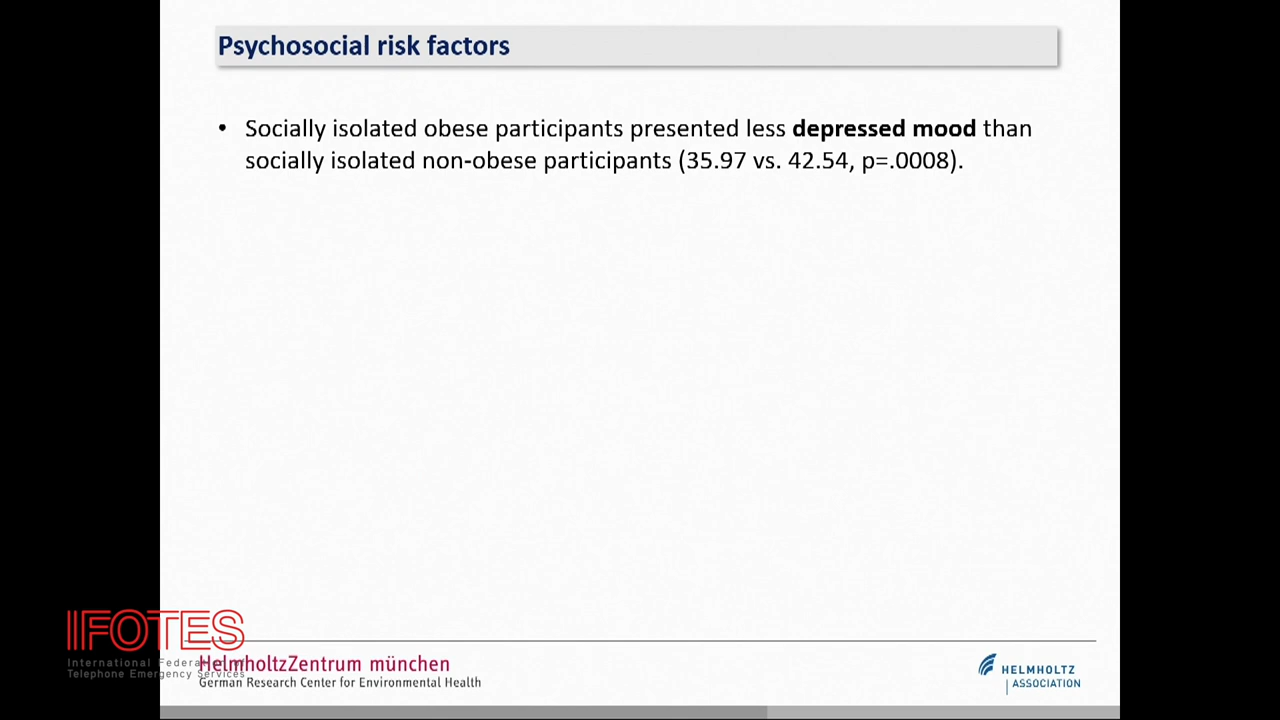 Psychosocial risk factors
• Socially isolated obese participants presented less depressed mood than
socially isolated non-obese participants (35.97 vs. 42.54, p=.0008).
IFOTES
International Federation of
Telephone Emergency Services
HelmholtzZentrum münchen
German Research Center for Environmental Health
HELMHOLTZ
ASSOCIATION